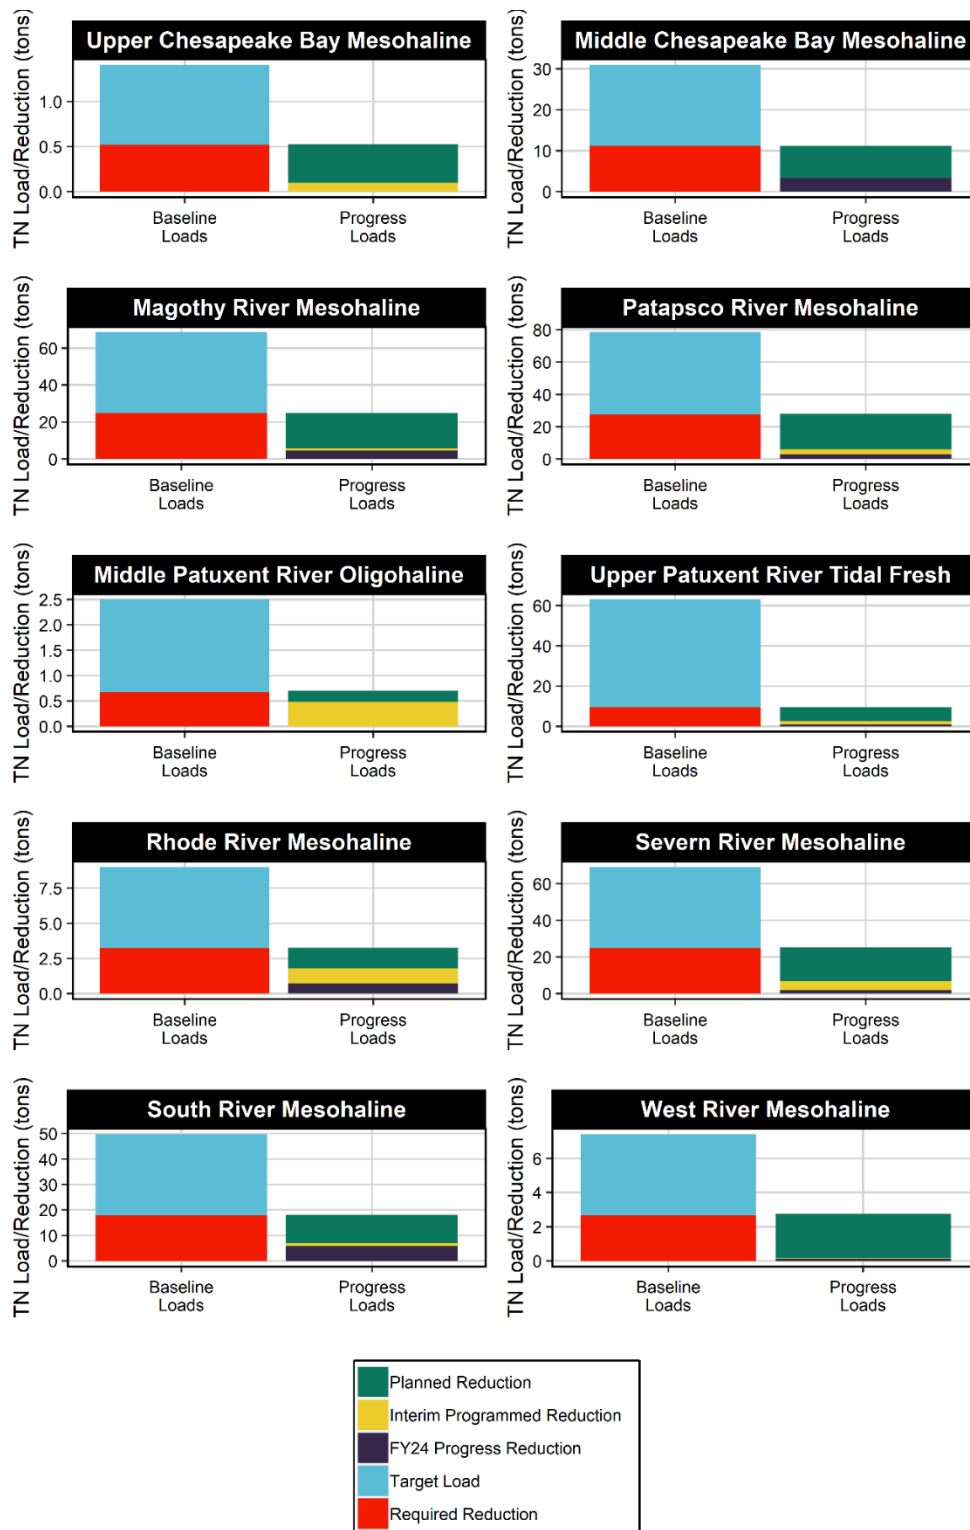 Upper Chesapeake Bay Mesohaline
TN Load/Reduction (tons)
1.0
0.5
0.0
Baseline
Loads
Progress
Loads
Middle Chesapeake Bay Mesohaline
TN Load/Reduction (tons)
30
20
10
0
Baseline
Loads
Progress
Loads
Magothy River Mesohaline
TN Load/Reduction (tons)
60
40
20
0
Baseline
Loads
Progress
Loads
Patapsco River Mesohaline
TN Load/Reduction (tons)
80
60
40
20
0
Baseline
Loads
Progress
Loads
Middle Patuxent River Oligohaline
TN Load/Reduction (tons)
2.5
2.0
1.5
1.0
0.5
0.0
Baseline
Loads
Progress
Loads
Upper Patuxent River Tidal Fresh
TN Load/Reduction (tons)
60
40
20
0
Baseline
Loads
Progress
Loads
Rhode River Mesohaline
TN Load/Reduction (tons)
7.5
5.0
2.5
0.0
Baseline
Loads
Progress
Loads
Severn River Mesohaline
TN Load/Reduction (tons)
60
40
20
0
Baseline
Loads
Progress
Loads
South River Mesohaline
TN Load/Reduction (tons)
50
40
30
20
10
0
Baseline
Loads
Progress
Loads
West River Mesohaline
TN Load/Reduction (tons)
6
4
2
0
Baseline
Loads
Progress
Loads
Planned Reduction
Interim Programmed Reduction
FY24 Progress Reduction
Target Load
Required Reduction